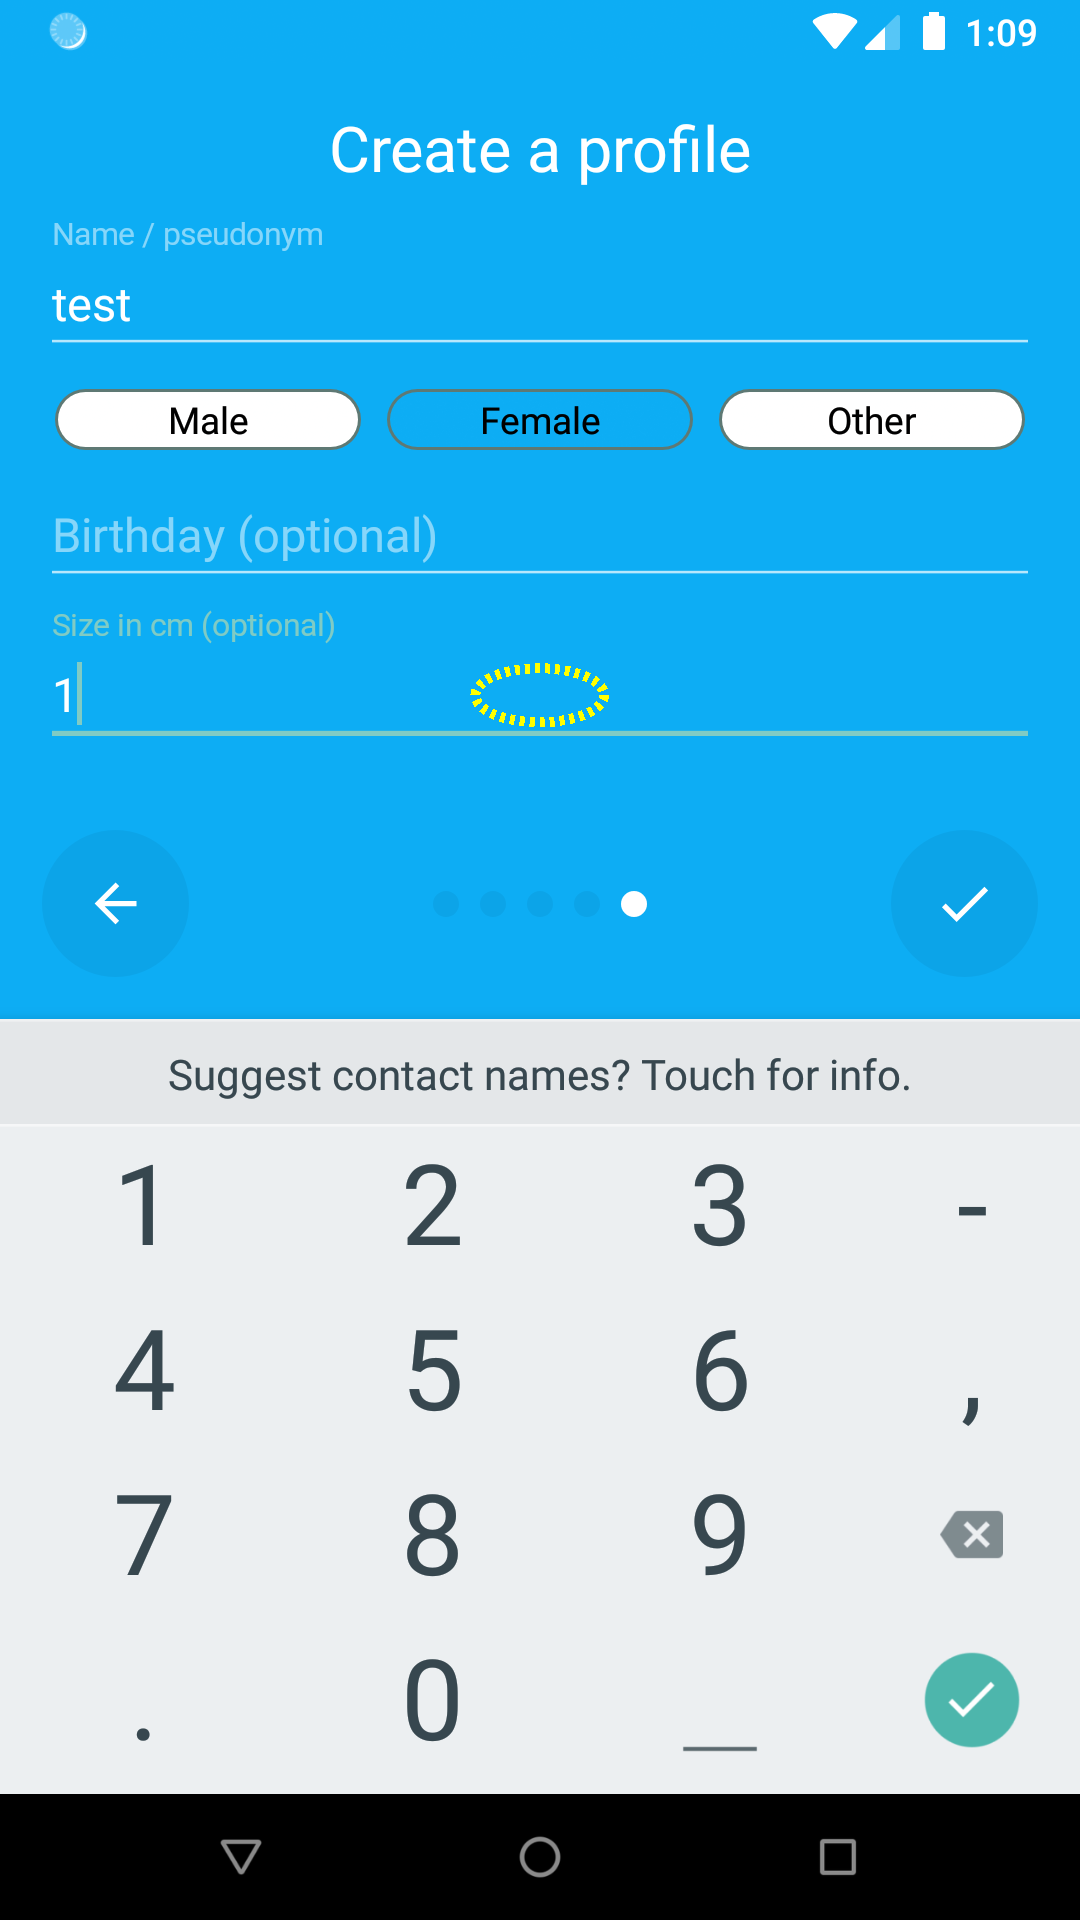 1:09
Create a profile
Name / pseudonym
test
Male Female Other
Birthday (optional)
Size in cm (optional)
1
Suggest contact names? Touch for info.
1 2 3 -
4 5 6 ,
7 8 9
. 0 _